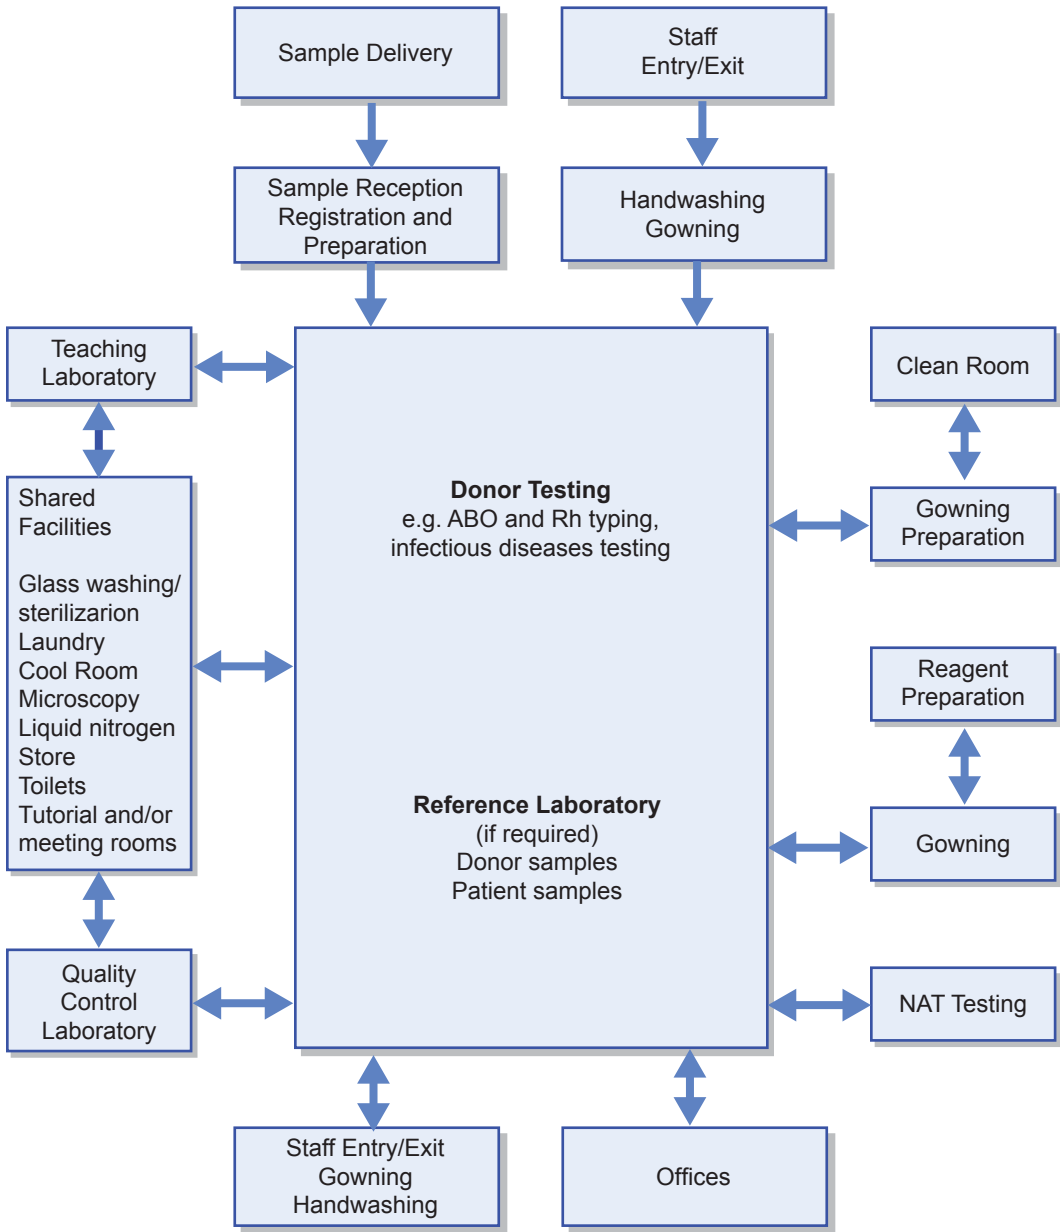 Sample Delivery
Staff
Entry/Exit
Sample Reception
Registration and
Preparation
Handwashing
Gowning
Teaching
Laboratory
Clean Room
Shared
Facilities
Glass washing/
sterilizarion
Laundry
Cool Room
Microscopy
Liquid nitrogen
Store
Toilets
Tutorial and/or
meeting rooms
Donor Testing
e.g. ABO and Rh typing,
infectious diseases testing
Gowning
Preparation
Reagent
Preparation
Reference Laboratory
(if required)
Donor samples
Patient samples
Gowning
Quality
Control
Laboratory
NAT Testing
Staff Entry/Exit
Gowning
Handwashing
Offices